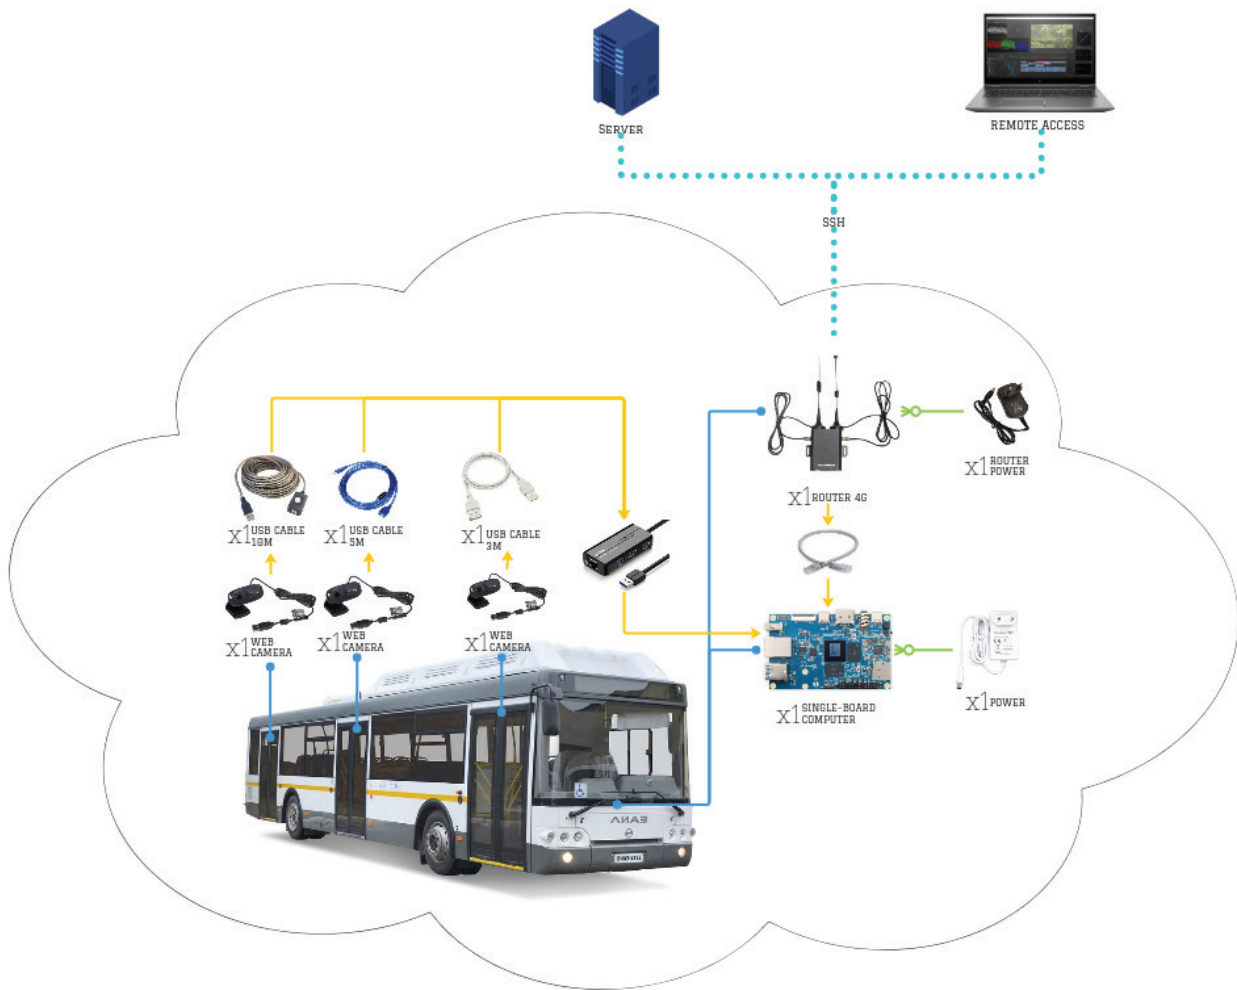 SERVER
REMOTE ACCESS
SSH
x1 ROUTER 4G
x1 ROUTER
POWER
x1 USB CABLE
10M
x1 USB CABLE
5M
x1 USB CABLE
3M
x1 WEB
CAMERA
x1 WEB
CAMERA
x1 WEB
CAMERA
x1 SINGLE-BOARD
COMPUTER
x1 POWER